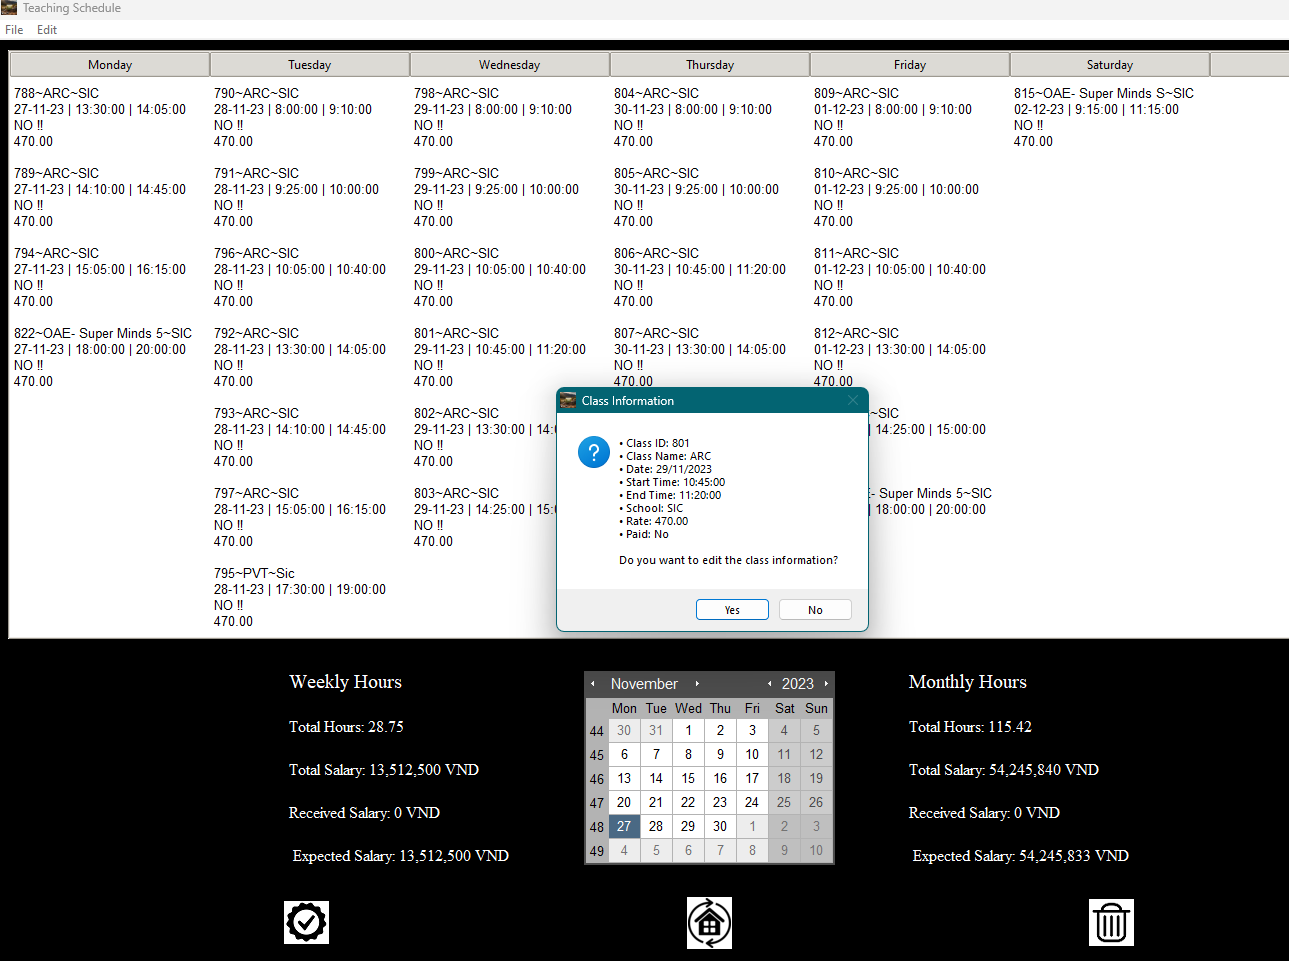 Teaching Schedule
File Edit
Monday Tuesday Wednesday Thursday Friday Saturday
788~ARC~SIC
27-11-23 | 13:30:00 | 14:05:00
NO !!
470.00
789~ARC~SIC
27-11-23 | 14:10:00 | 14:45:00
NO !!
470.00
794~ARC~SIC
27-11-23 | 15:05:00 | 16:15:00
NO !!
470.00
822~OAE- Super Minds 5~SIC
27-11-23 | 18:00:00 | 20:00:00
NO !!
470.00
790~ARC~SIC
28-11-23 | 8:00:00 | 9:10:00
NO !!
470.00
791~ARC~SIC
28-11-23 | 9:25:00 | 10:00:00
NO !!
470.00
796~ARC~SIC
28-11-23 | 10:05:00 | 10:40:00
NO !!
470.00
792~ARC~SIC
28-11-23 | 13:30:00 | 14:05:00
NO !!
470.00
793~ARC~SIC
28-11-23 | 14:10:00 | 14:45:00
NO !!
470.00
797~ARC~SIC
28-11-23 | 15:05:00 | 16:15:00
NO !!
470.00
795~PVT~Sic
28-11-23 | 17:30:00 | 19:00:00
NO !!
470.00
798~ARC~SIC
29-11-23 | 8:00:00 | 9:10:00
NO !!
470.00
799~ARC~SIC
29-11-23 | 9:25:00 | 10:00:00
NO !!
470.00
800~ARC~SIC
29-11-23 | 10:05:00 | 10:40:00
NO !!
470.00
801~ARC~SIC
29-11-23 | 10:45:00 | 11:20:00
NO !!
470.00
802~ARC~SIC
29-11-23 | 13:30:00 | 14:
NO !!
470.00
803~ARC~SIC
29-11-23 | 14:25:00 | 15:
NO !!
470.00
804~ARC~SIC
30-11-23 | 8:00:00 | 9:10:00
NO !!
470.00
805~ARC~SIC
30-11-23 | 9:25:00 | 10:00:00
NO !!
470.00
806~ARC~SIC
30-11-23 | 10:45:00 | 11:20:00
NO !!
470.00
807~ARC~SIC
30-11-23 | 13:30:00 | 14:05:00
NO !!
470.00
809~ARC~SIC
01-12-23 | 8:00:00 | 9:10:00
NO !!
470.00
810~ARC~SIC
01-12-23 | 9:25:00 | 10:00:00
NO !!
470.00
811~ARC~SIC
01-12-23 | 10:05:00 | 10:40:00
NO !!
470.00
812~ARC~SIC
01-12-23 | 13:30:00 | 14:05:00
NO !!
470.00
~SIC
| 14:25:00 | 15:00:00
- Super Minds 5~SIC
| 18:00:00 | 20:00:00
815~OAE- Super Minds S~SIC
02-12-23 | 9:15:00 | 11:15:00
NO !!
470.00
Class Information
?
• Class ID: 801
• Class Name: ARC
• Date: 29/11/2023
• Start Time: 10:45:00
• End Time: 11:20:00
• School: SIC
• Rate: 470.00
• Paid: No
Do you want to edit the class information?
Yes No
Weekly Hours
Total Hours: 28.75
Total Salary: 13,512,500 VND
Received Salary: 0 VND
Expected Salary: 13,512,500 VND
November 2023
Mon Tue Wed Thu Fri Sat Sun
44 30 31 1 2 3 4 5
45 6 7 8 9 10 11 12
46 13 14 15 16 17 18 19
47 20 21 22 23 24 25 26
48 27 28 29 30 1 2 3
49 4 5 6 7 8 9 10
Monthly Hours
Total Hours: 115.42
Total Salary: 54,245,840 VND
Received Salary: 0 VND
Expected Salary: 54,245,833 VND